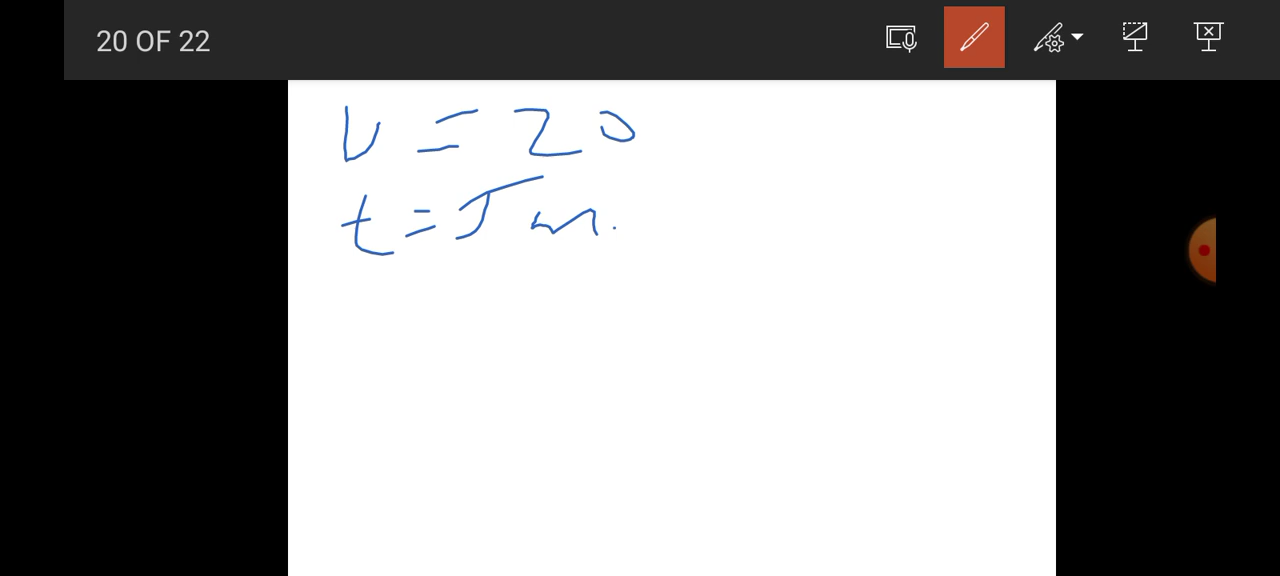 20 OF 22
V = 20
t = 5 m.